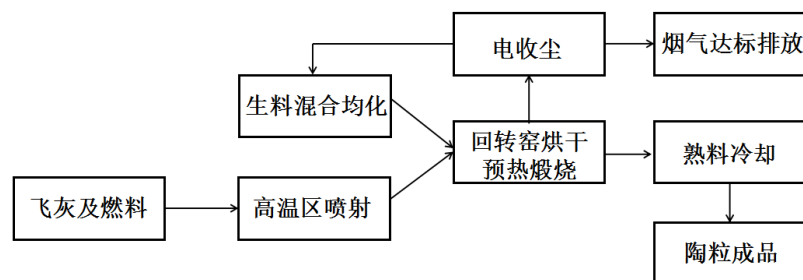 电收尘
烟气达标排放
生料混合均化
回转窑烘干
预热煅烧
熟料冷却
飞灰及燃料
高温区喷射
陶粒成品